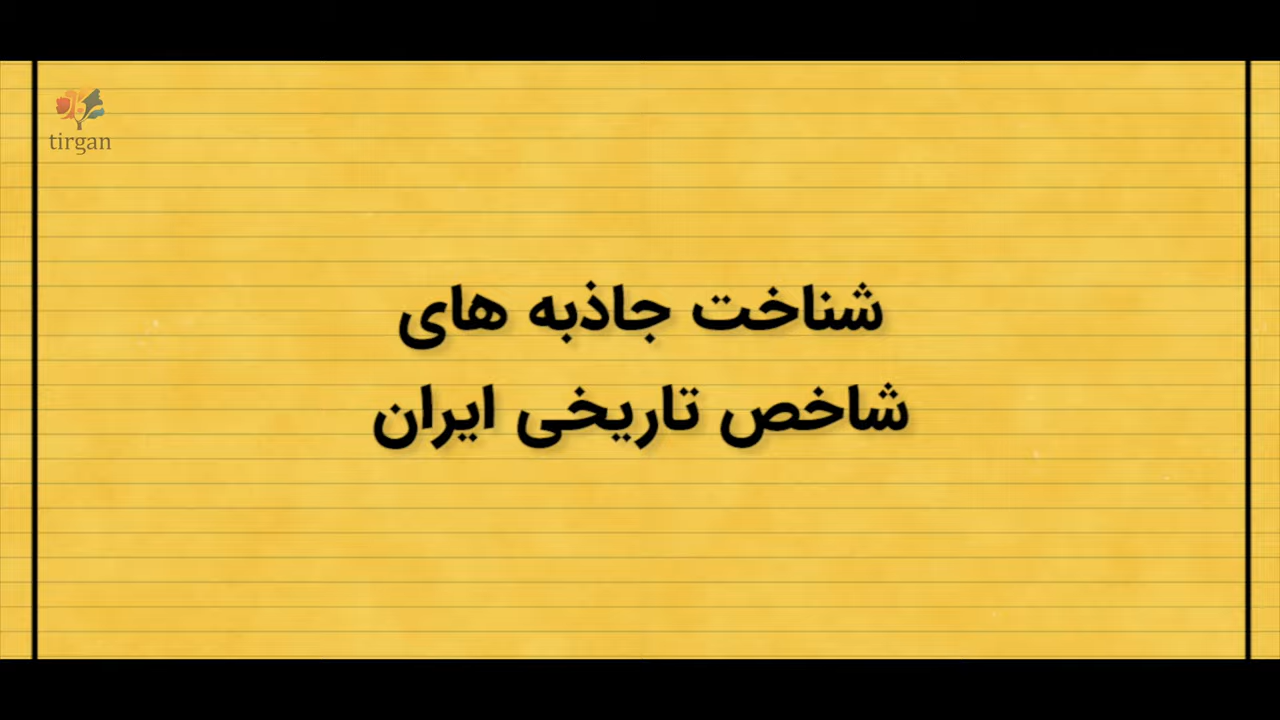 tirgan
شناخت جاذبه های
شاخص تاریخی ایران